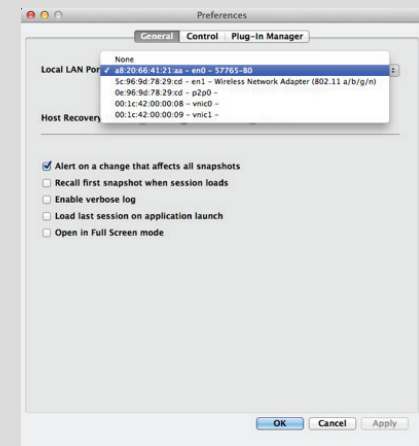 Preferences
General Control Plug-In Manager
None
Local LAN Por ✓ a8:20:66:41:21:aa - en0 - 57765-B0
5c:96:9d:78:29:cd - en1 - Wireless Network Adapter (802.11 a/b/g/n)
0e:96:9d:78:29:cd - p2p0 -
00:1c:42:00:00:08 - vnic0 -
00:1c:42:00:00:09 - vnic1 -
Host Recovery
Alert on a change that affects all snapshots
Recall first snapshot when session loads
Enable verbose log
Load last session on application launch
Open in Full Screen mode
OK Cancel Apply